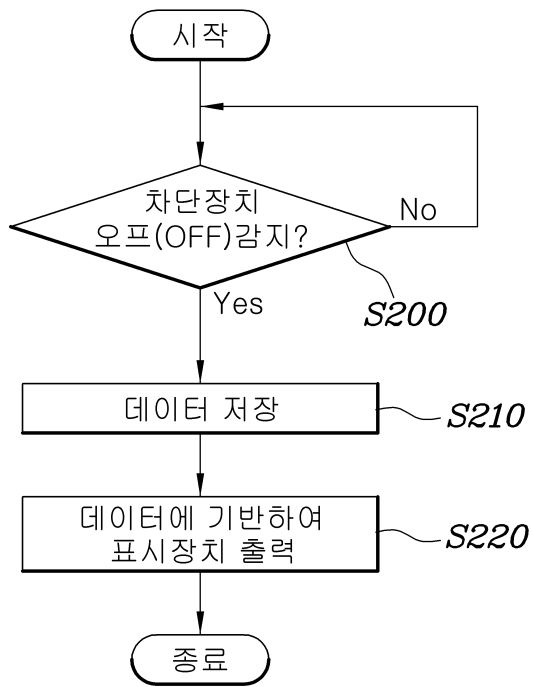 시작
차단장치
오프(OFF)감지?
No
Yes
S200
데이터 저장
S210
데이터에 기반하여
표시장치 출력
S220
종료